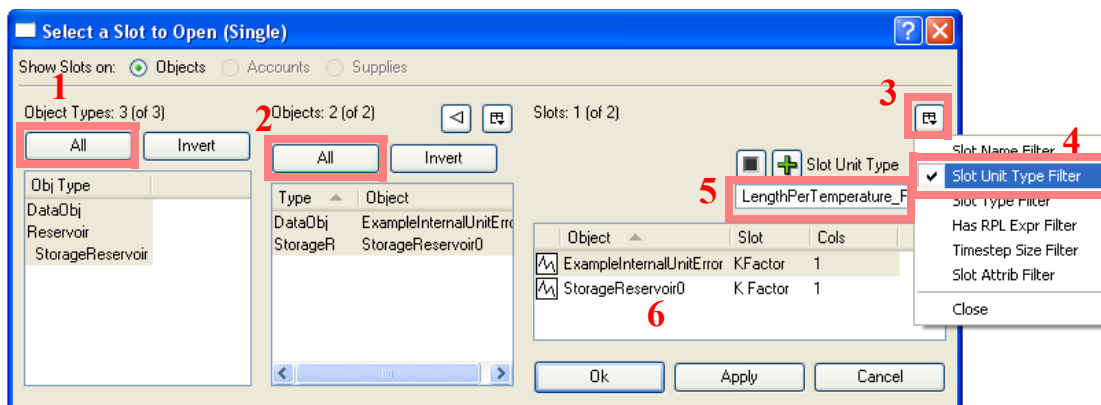 Select a Slot to Open (Single)
Show Slots on: Objects Accounts Supplies
1
Object Types: 3 (of 3)
All Invert
Obj Type
DataObj
Reservoir
StorageReservoir
2
Objects: 2 (of 2)
All Invert
Type Object
DataObj ExampleInternalUnitErro
StorageR StorageReservoir0
Slots: 1 (of 2)
3
Slot Unit Type
5
LengthPerTemperature_F
Object Slot Cols
ExampleInternalUnitError KFactor 1
StorageReservoir0 K Factor 1
6
Ok Apply Cancel
4
Slot Name Filter
Slot Unit Type Filter
Slot Type Filter
Has RPL Expr Filter
Timestep Size Filter
Slot Attrib Filter
Close